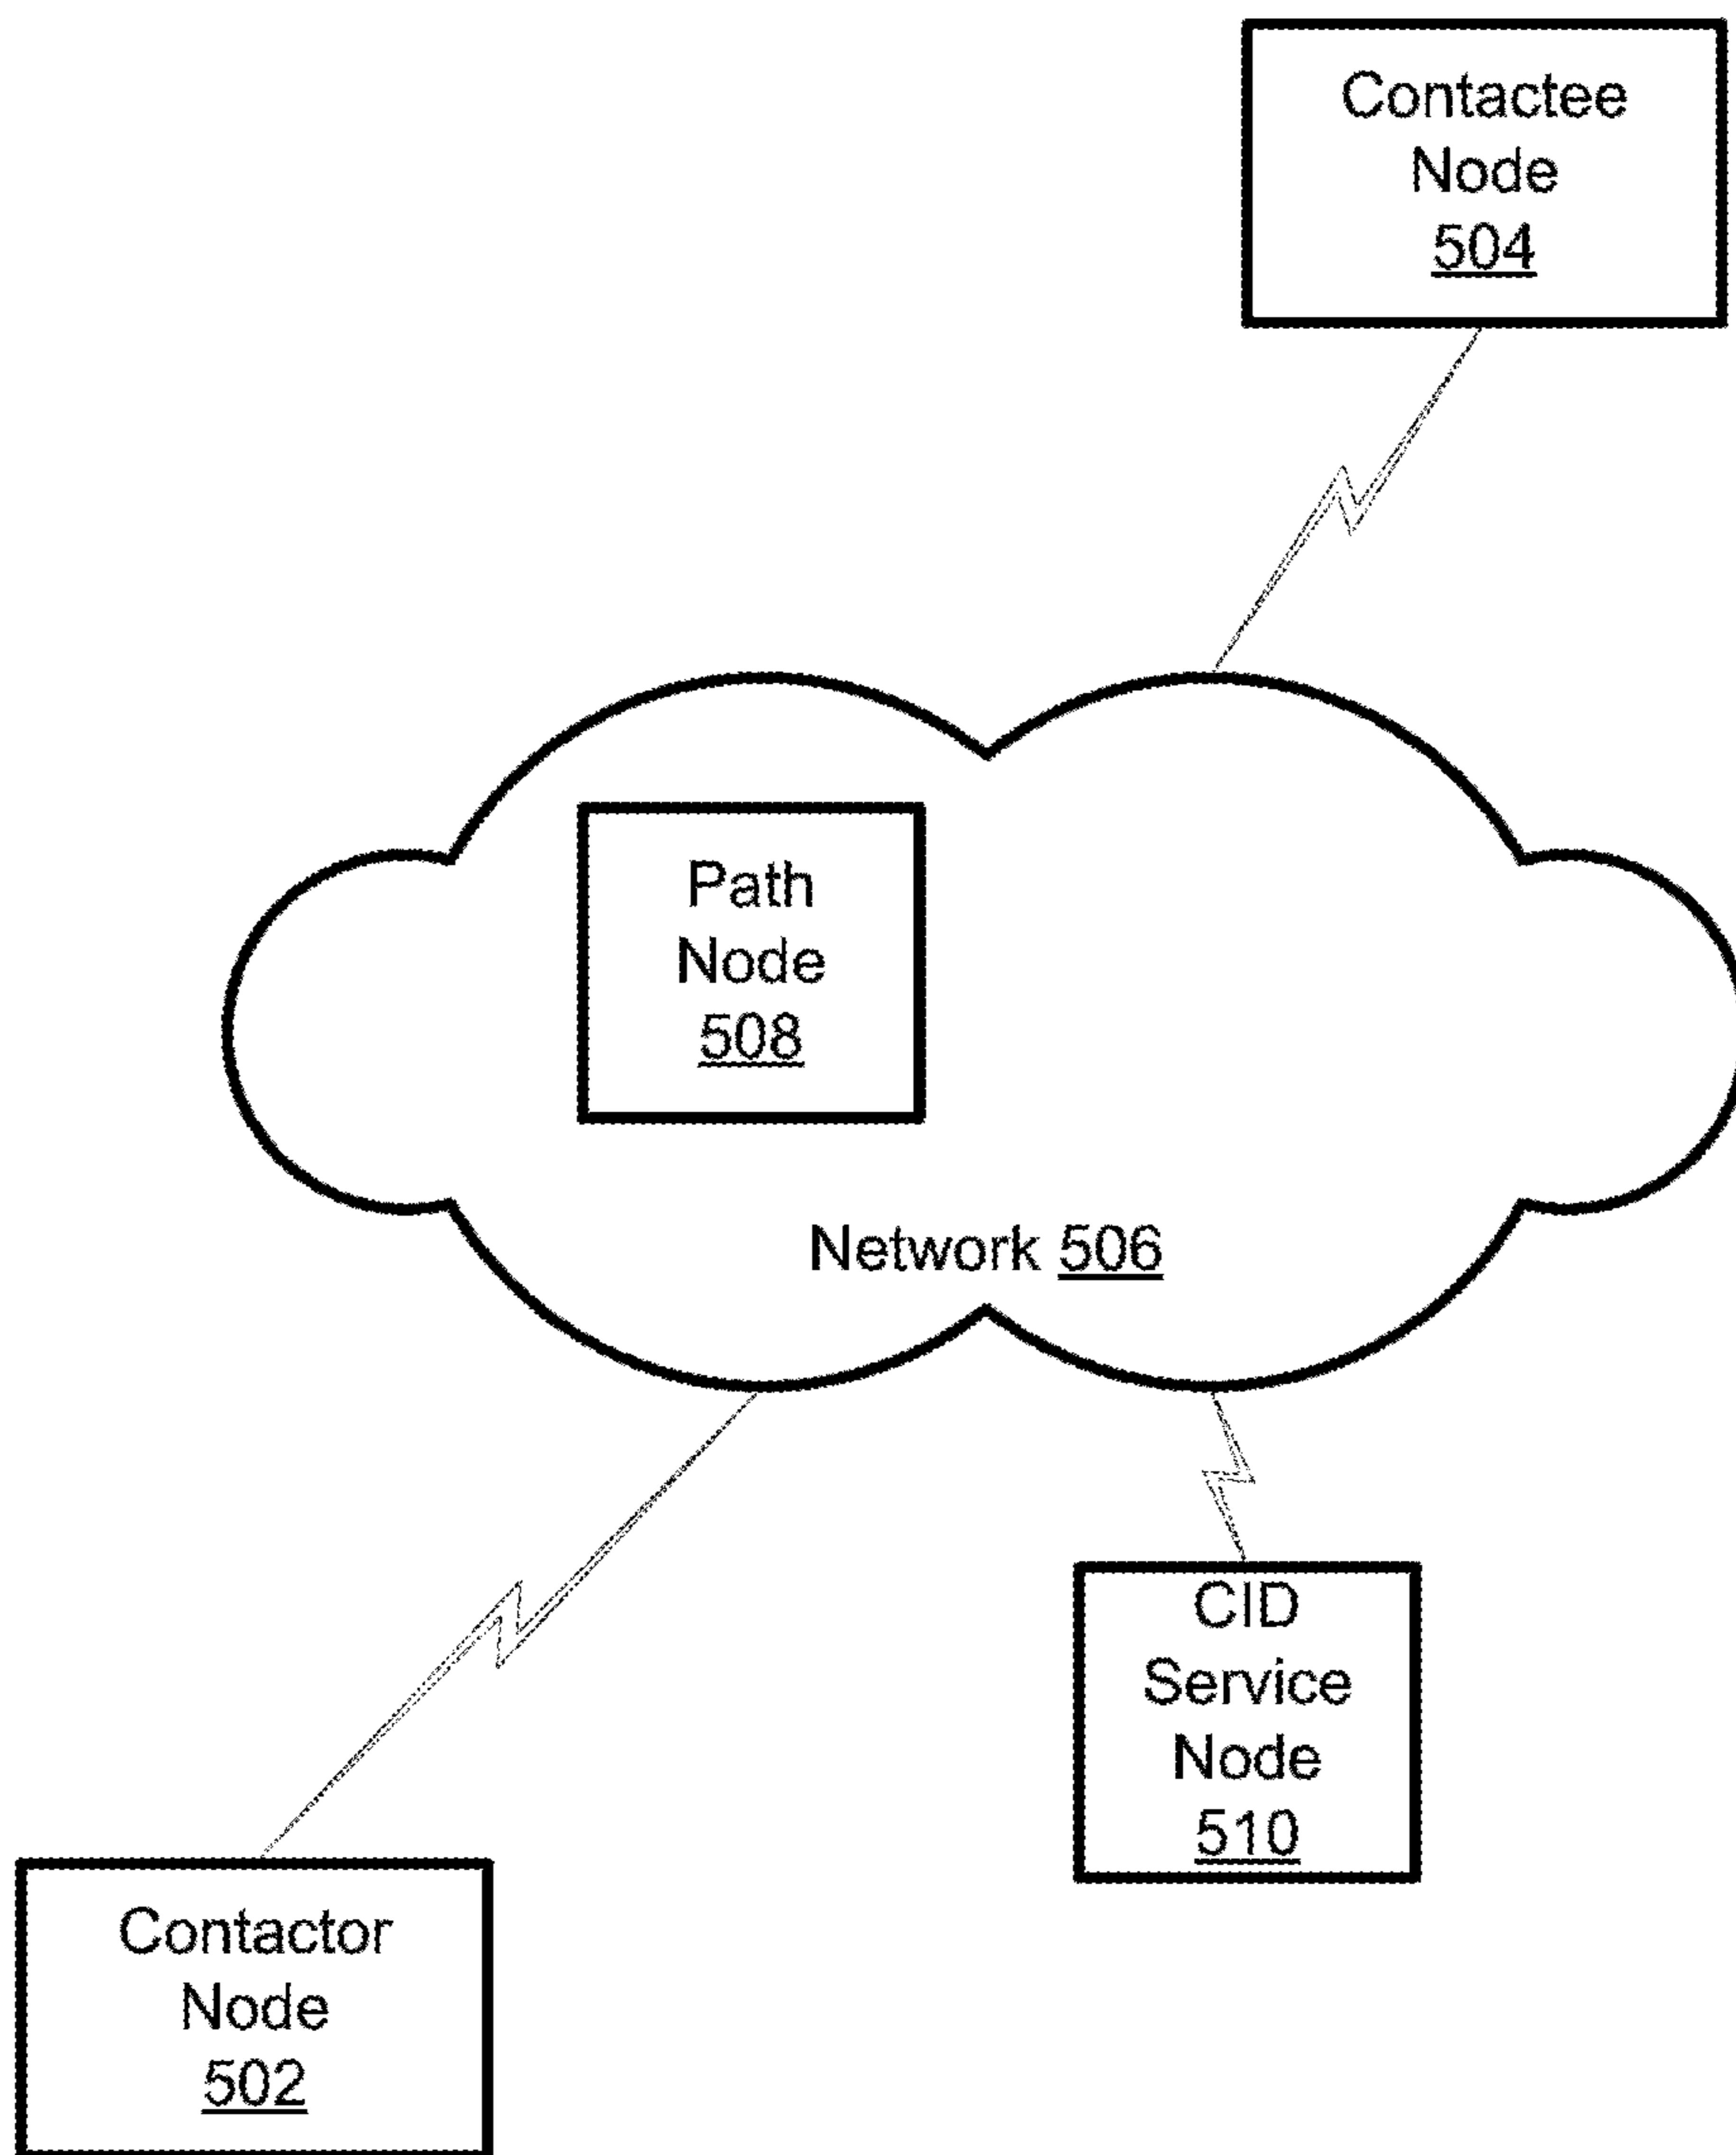 Contactee
Node
504
Path
Node
508
Network 506
CID
Service
Node
510
Contactor
Node
502